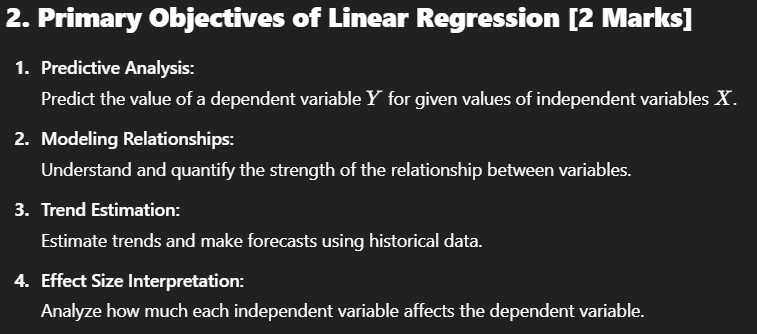 2. Primary Objectives of Linear Regression [2 Marks]
1. Predictive Analysis:
Predict the value of a dependent variable Y for given values of independent variables X.
2. Modeling Relationships:
Understand and quantify the strength of the relationship between variables.
3. Trend Estimation:
Estimate trends and make forecasts using historical data.
4. Effect Size Interpretation:
Analyze how much each independent variable affects the dependent variable.